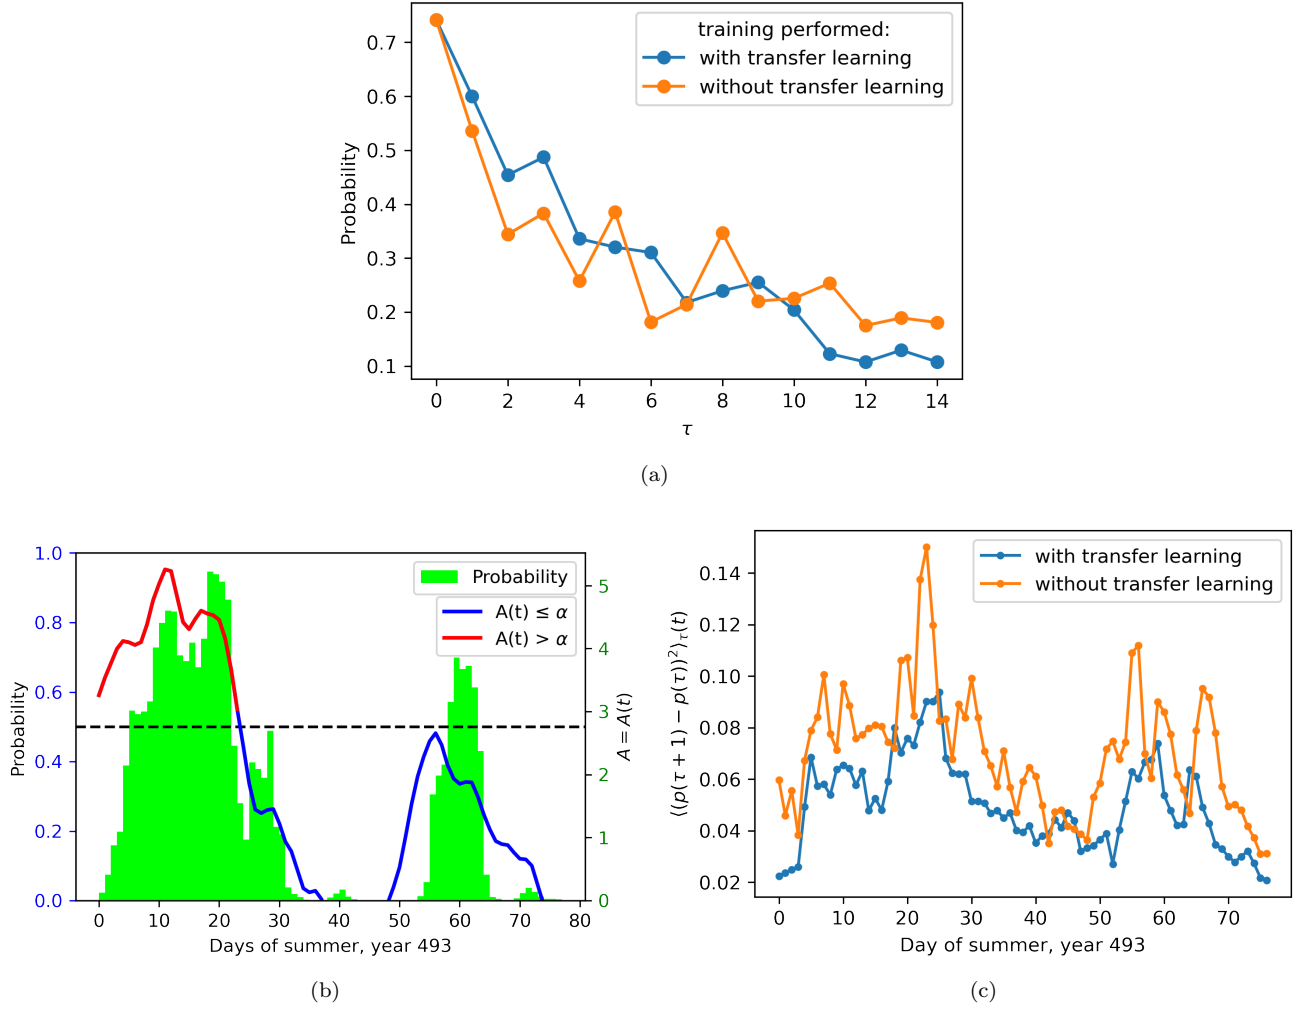 training performed:
with transfer learning
without transfer learning
Probability
0.7
0.6
0.5
0.4
0.3
0.2
0.1
0 2 4 6 8 10 12 14
τ
(a)
Probability
1.0
0.8
0.6
0.4
0.2
0.0
Probability
A(t) ≤ α
A(t) > α
5
4
3
2
1
0
A = A(t)
0 10 20 30 40 50 60 70 80
Days of summer, year 493
(b)
⟨(p(τ + 1) − p(τ))²⟩τ(t)
0.14
0.12
0.10
0.08
0.06
0.04
0.02
with transfer learning
without transfer learning
0 10 20 30 40 50 60 70
Day of summer, year 493
(c)